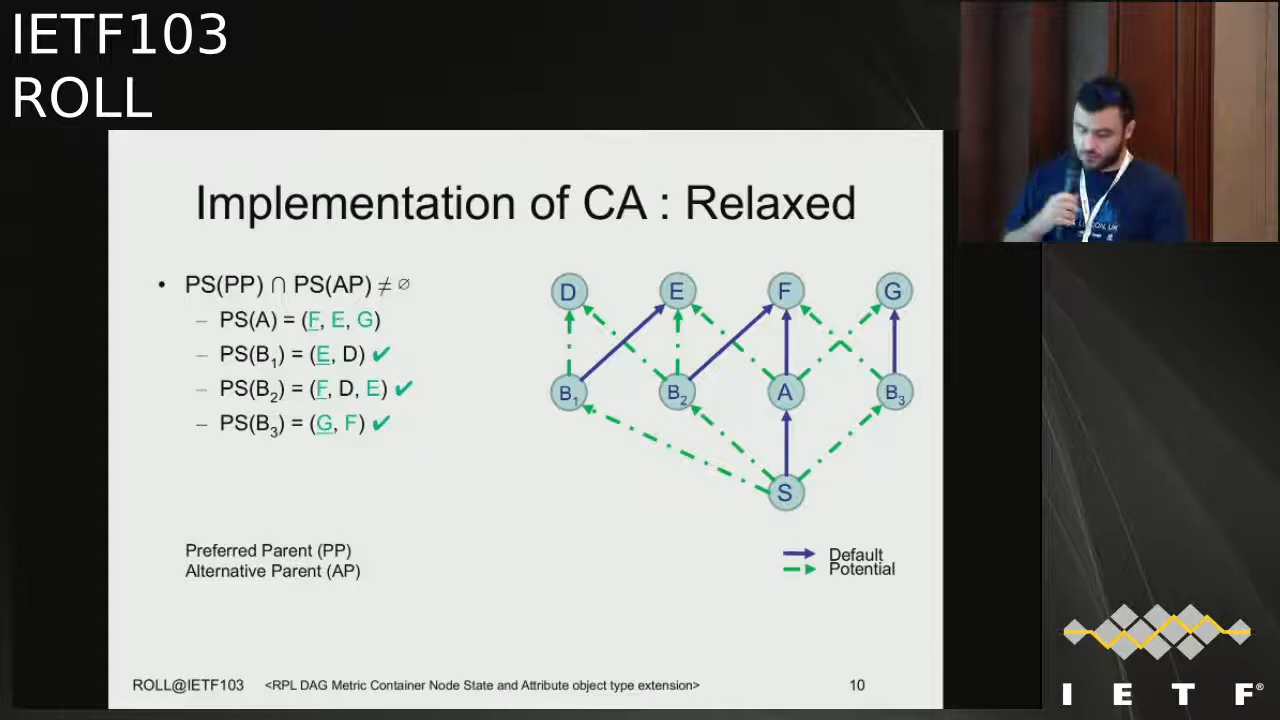 IETF103
ROLL
Implementation of CA : Relaxed
• PS(PP) ∩ PS(AP) ≠ ∅
– PS(A) = (F, E, G)
– PS(B1) = (E, D) ✔
– PS(B2) = (F, D, E) ✔
– PS(B3) = (G, F) ✔
D E F G
B1 B2 A B3
S
Preferred Parent (PP)
Alternative Parent (AP)
Default
Potential
ROLL@IETF103 <RPL DAG Metric Container Node State and Attribute object type extension> 10
I E T F®